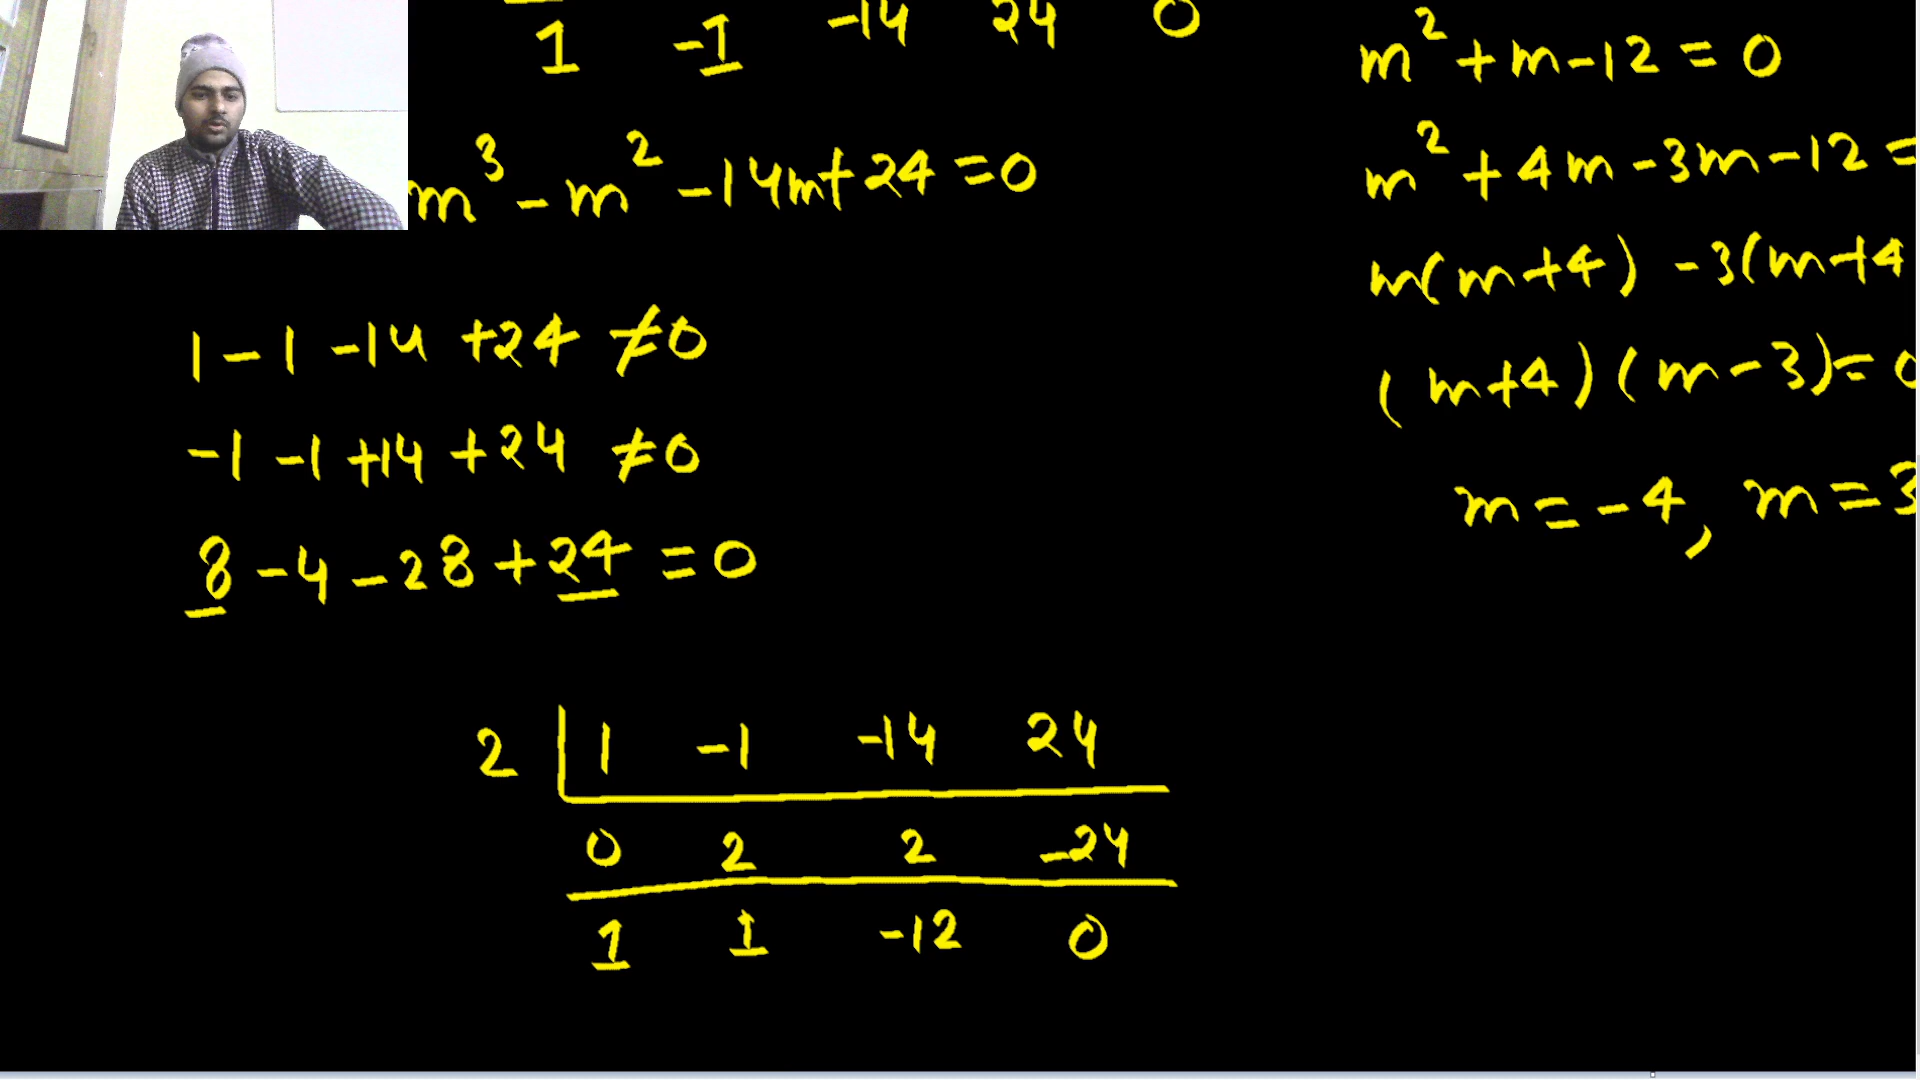 1 -1 -14 24 0
m³ - m² - 14m + 24 = 0
1 - 1 - 14 + 24 ≠ 0
-1 -1 +14 +24 ≠ 0
8 - 4 - 28 + 24 = 0
2 | 1 -1 -14 24
0 2 2 -24
1 1 -12 0
m² + m - 12 = 0
m² + 4m - 3m - 12 =
m(m+4) - 3(m+4
(m+4)(m-3) = 0
m = -4, m = 3